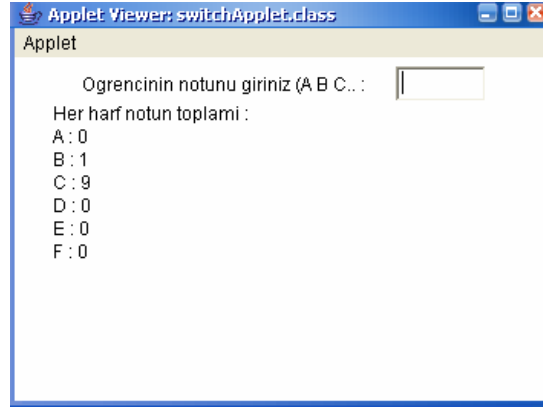 Applet Viewer: switchApplet.class
Applet
Ogrencinin notunu giriniz (A B C.. :
Her harf notun toplami :
A : 0
B : 1
C : 9
D : 0
E : 0
F : 0